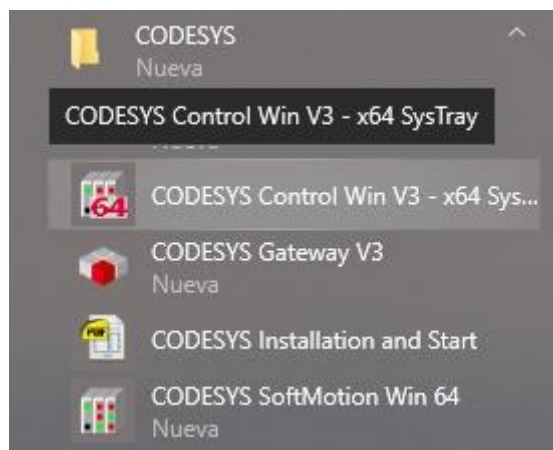 CODESYS
Nueva
CODESYS Control Win V3 - x64 SysTray
64
CODESYS Control Win V3 - x64 Sys...
CODESYS Gateway V3
Nueva
PDF
CODESYS Installation and Start
CODESYS SoftMotion Win 64
Nueva